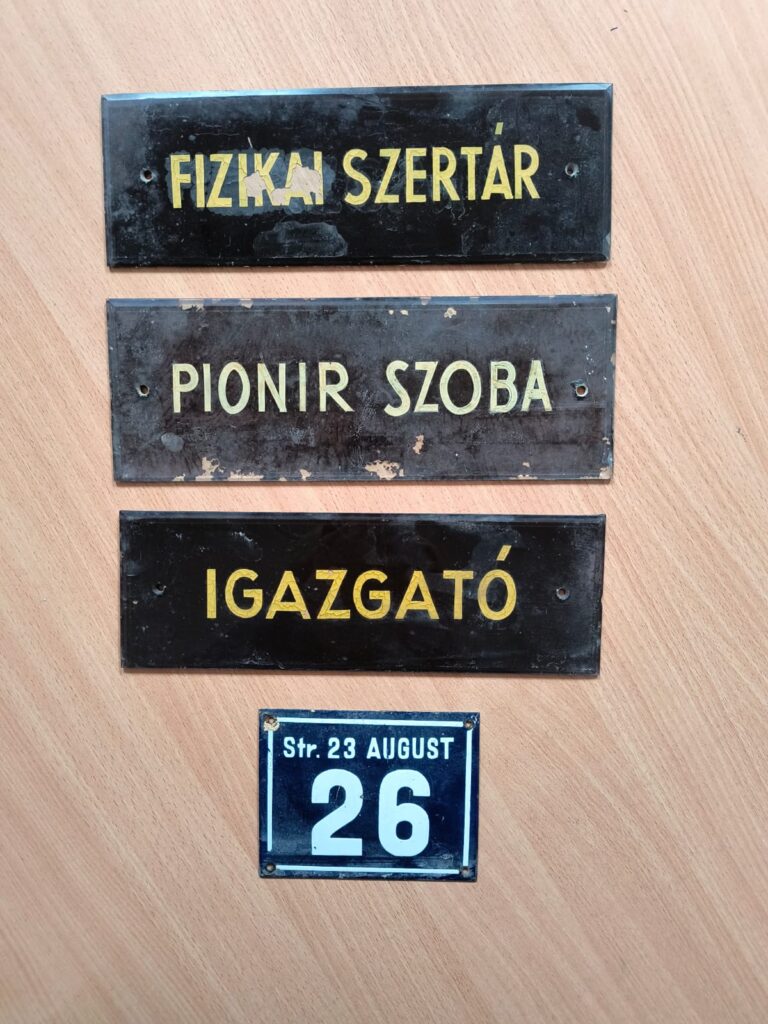 FIZIKAI SZERTÁR
PIONIR SZOBA
IGAZGATÓ
Str. 23 AUGUST
26